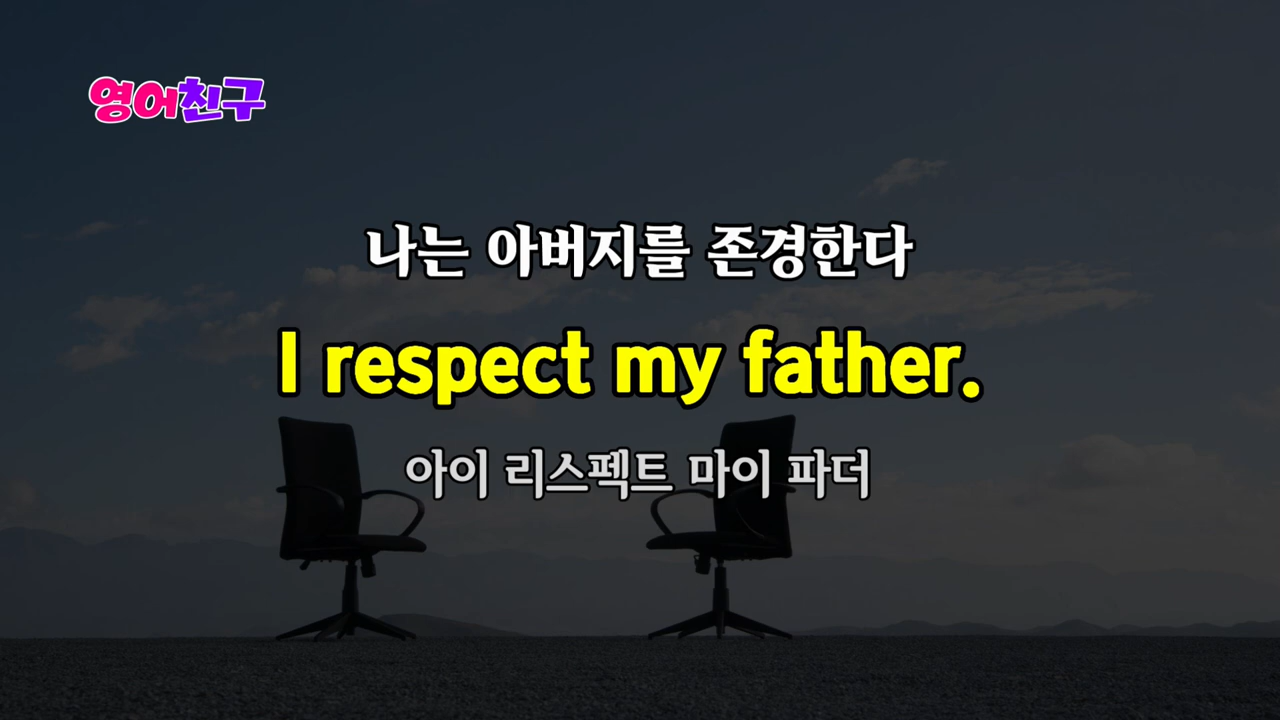 영어친구
나는 아버지를 존경한다
I respect my father.
아이 리스펙트 마이 파더